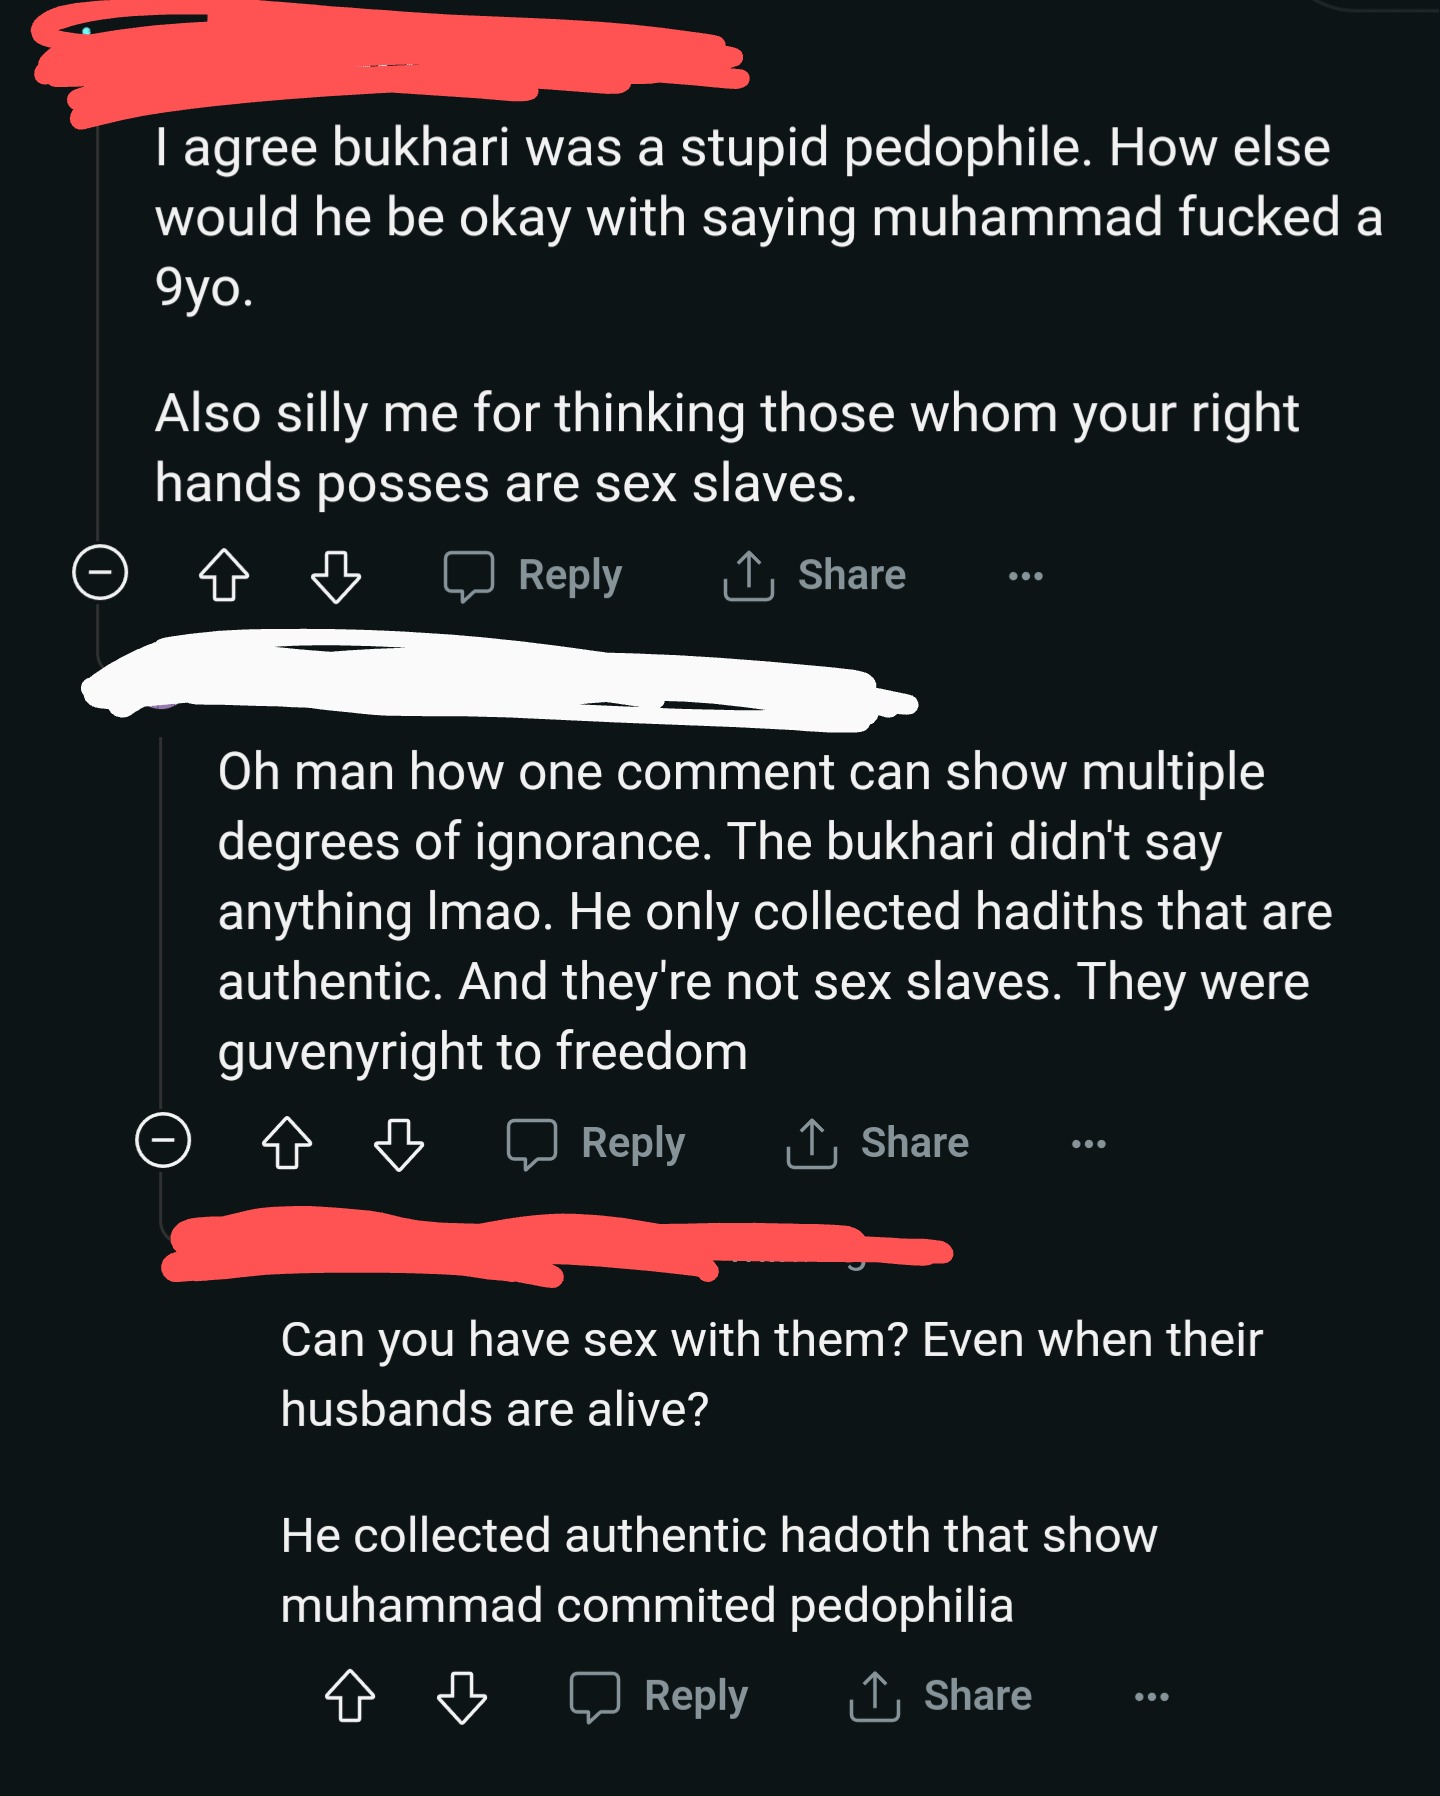 I agree bukhari was a stupid pedophile. How else
would he be okay with saying muhammad fucked a
9yo.
Also silly me for thinking those whom your right
hands posses are sex slaves.
Reply Share
Oh man how one comment can show multiple
degrees of ignorance. The bukhari didn't say
anything lmao. He only collected hadiths that are
authentic. And they're not sex slaves. They were
guvenyright to freedom
Reply Share
Can you have sex with them? Even when their
husbands are alive?
He collected authentic hadoth that show
muhammad commited pedophilia
Reply Share